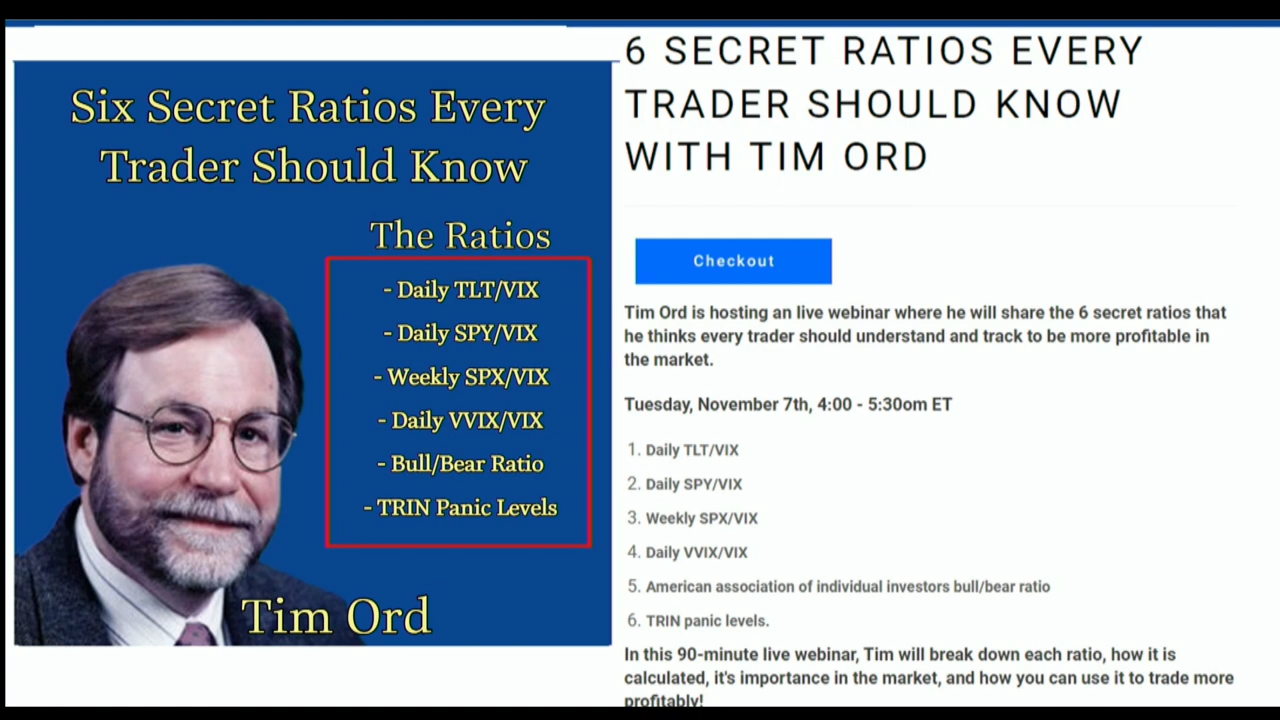 Six Secret Ratios Every
Trader Should Know
The Ratios
- Daily TLT/VIX
- Daily SPY/VIX
- Weekly SPX/VIX
- Daily VVIX/VIX
- Bull/Bear Ratio
- TRIN Panic Levels
Tim Ord
6 SECRET RATIOS EVERY
TRADER SHOULD KNOW
WITH TIM ORD
Checkout
Tim Ord is hosting an live webinar where he will share the 6 secret ratios that
he thinks every trader should understand and track to be more profitable in
the market.
Tuesday, November 7th, 4:00 - 5:30om ET
1. Daily TLT/VIX
2. Daily SPY/VIX
3. Weekly SPX/VIX
4. Daily VVIX/VIX
5. American association of individual investors bull/bear ratio
6. TRIN panic levels.
In this 90-minute live webinar, Tim will break down each ratio, how it is
calculated, it's importance in the market, and how you can use it to trade more
profitably!